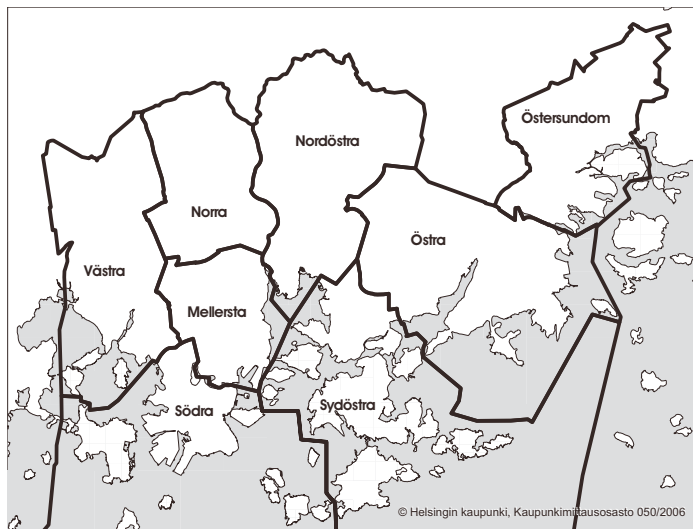 Östersundom
Nordöstra
Norra
Östra
Västra
Mellersta
Södra
Sydöstra
© Helsingin kaupunki, Kaupunkimittausosasto 050/2006